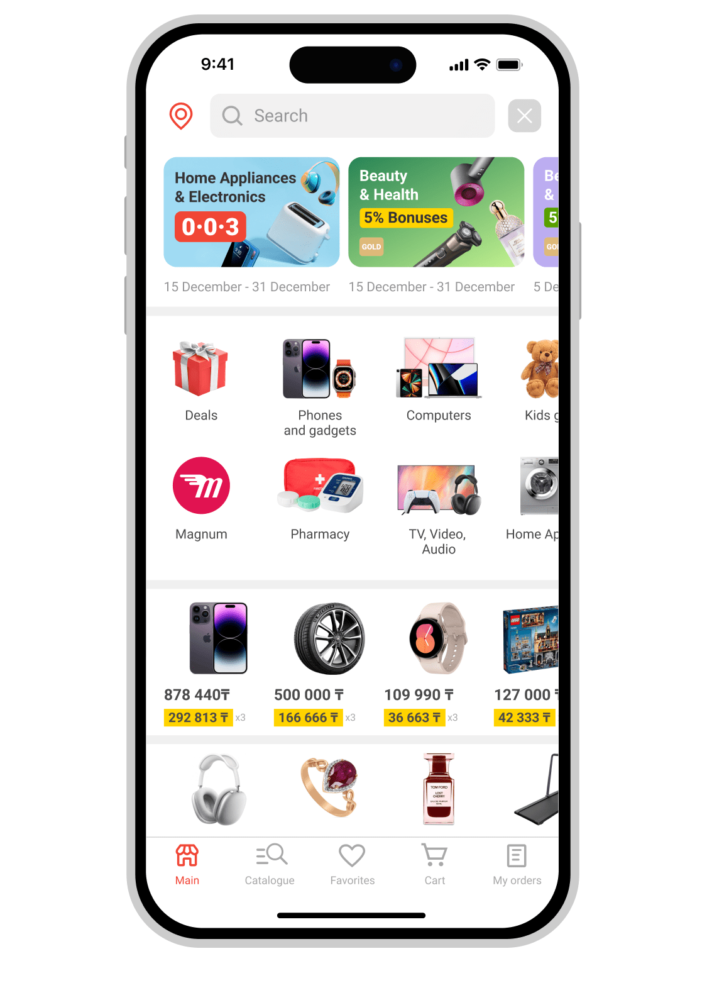 9:41
Search
Home Appliances
& Electronics
0·0·3
9:30
15 December - 31 December
Beauty
& Health
5% Bonuses
GOLD
15 December - 31 December
Be
&
5
GO
5 De
Deals
Phones
and gadgets
Computers
Kids g
m
Magnum
Pharmacy
TV, Video,
Audio
Home Ap
LEGO
878 440₸
292 813 ₸ x3
500 000 ₸
166 666 ₸ x3
109 990 ₸
36 663 ₸ x3
127 000 ₸
42 333 ₸
TOM FORD
LOST
CHERRY
Main
Catalogue
Favorites
Cart
My orders